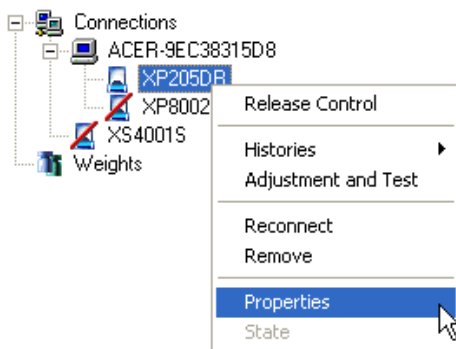 Connections
ACER-9EC38315D8
XP205DR
XP8002
XS4001S
Weights
Release Control
Histories
Adjustment and Test
Reconnect
Remove
Properties
State